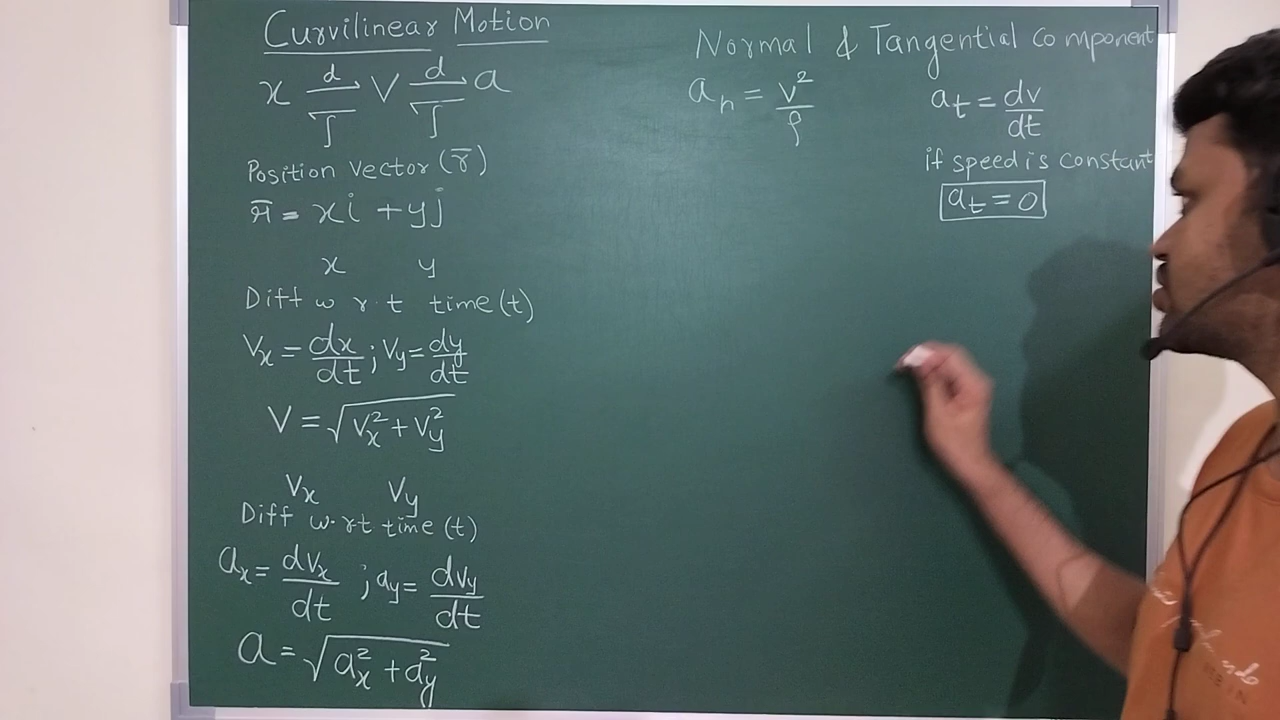 Curvilinear Motion
x d ∫ V d ∫ a
Position vector (r̄)
r̄ = xi + yj
x y
Diff w r.t time (t)
Vx = dx/dt ; Vy = dy/dt
V = √(Vx² + Vy²)
Vx Vy
Diff w.rt time (t)
ax = dVx/dt ; ay = dVy/dt
a = √(ax² + ay²)
Normal & Tangential Component
an = v²/ρ
at = dv/dt
if speed is constant
at = 0